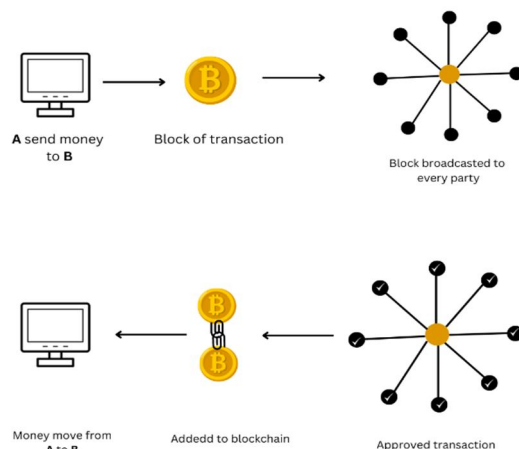 A send money
to B
Block of transaction
Block broadcasted to
every party
Money move from
A to B
Addedd to blockchain
Approved transaction